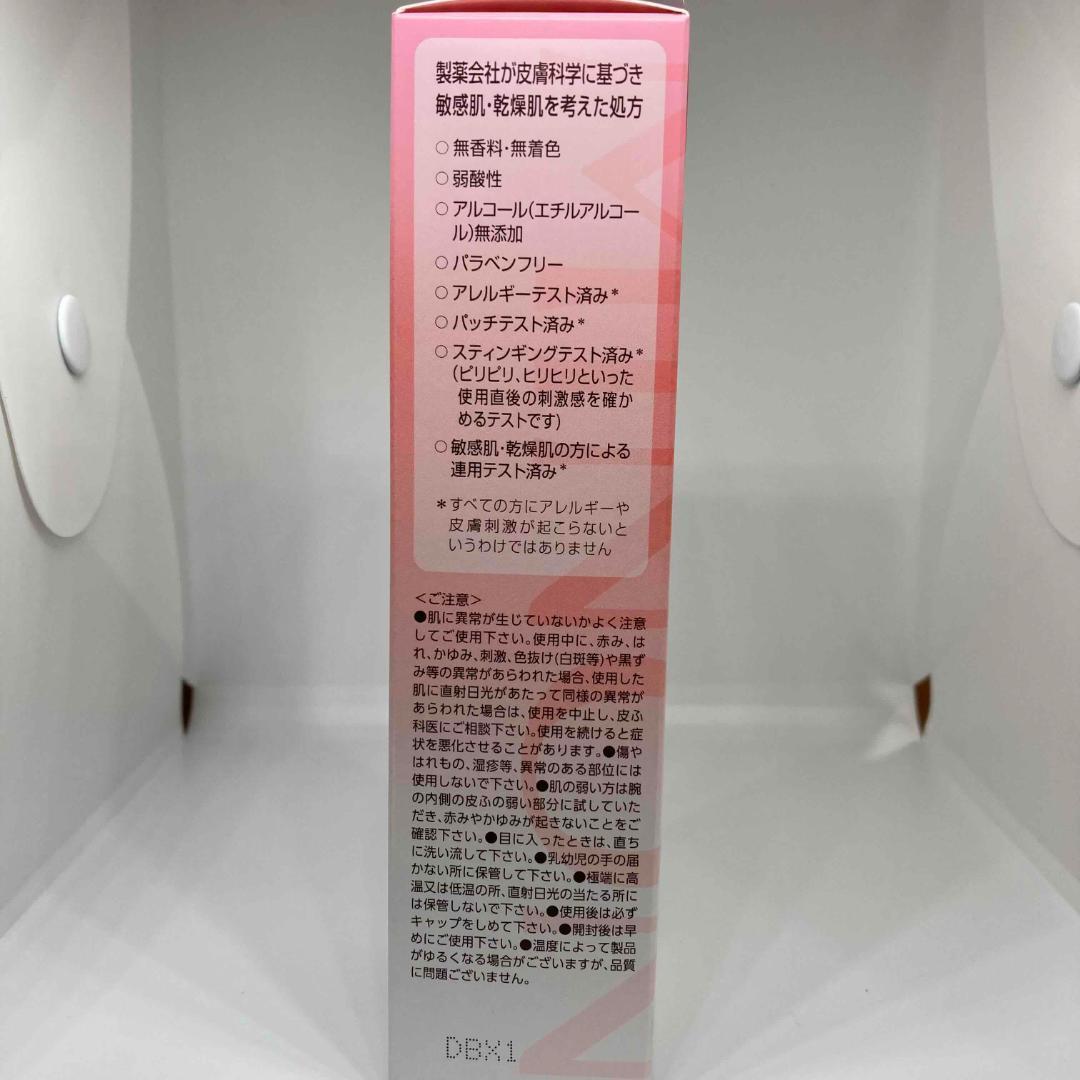 製薬会社が皮膚科学に基づき
敏感肌・乾燥肌を考えた処方
○ 無香料・無着色
○ 弱酸性
○ アルコール(エチルアルコー
ル)無添加
○ パラベンフリー
○ アレルギーテスト済み*
○ パッチテスト済み*
○ スティンギングテスト済み*
(ピリピリ、ヒリヒリといった
使用直後の刺激感を確か
めるテストです)
○ 敏感肌・乾燥肌の方による
連用テスト済み*
*すべての方にアレルギーや
皮膚刺激が起こらないと
いうわけではありません
<ご注意>
●肌に異常が生じていないかよく注意
してご使用下さい。使用中に、赤み、は
れ、かゆみ、刺激、色抜け(白斑等)や黒ず
み等の異常があらわれた場合、使用した
肌に直射日光があたって同様の異常が
あらわれた場合は、使用を中止し、皮ふ
科医にご相談下さい。使用を続けると症
状を悪化させることがあります。●傷や
はれもの、湿疹等、異常のある部位には
使用しないで下さい。●肌の弱い方は腕
の内側の皮ふの弱い部分に試していた
だき、赤みやかゆみが起きないことをご
確認下さい。●目に入ったときは、直ち
に洗い流して下さい。●乳幼児の手の届
かない所に保管して下さい。●極端に高
温又は低温の所、直射日光の当たる所に
は保管しないで下さい。●使用後は必ず
キャップをしめて下さい。●開封後は早
めにご使用下さい。●温度によって製品
がゆるくなる場合がございますが、品質
に問題ございません。
DBX1